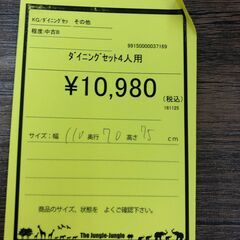 KG/ﾀﾞｲﾆﾝｸﾞｾｯﾄ その他
程度:中古B
ﾀﾞｲﾆﾝｸﾞｾｯﾄ4人用
¥10,980
(税込)
181125
サイズ:幅 110 奥行 70 高さ 75 cm
商品のサイズ、状態を よくご確認下さい。
The Jungle-Jungle